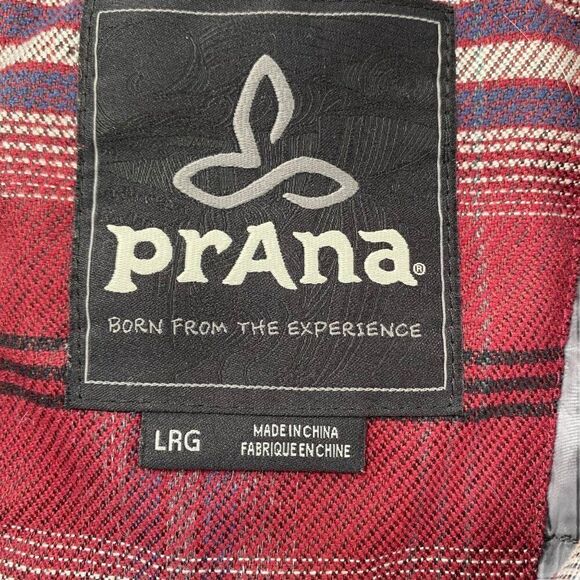 prAna®
BORN FROM THE EXPERIENCE
LRG
MADE IN CHINA
FABRIQUE EN CHINE